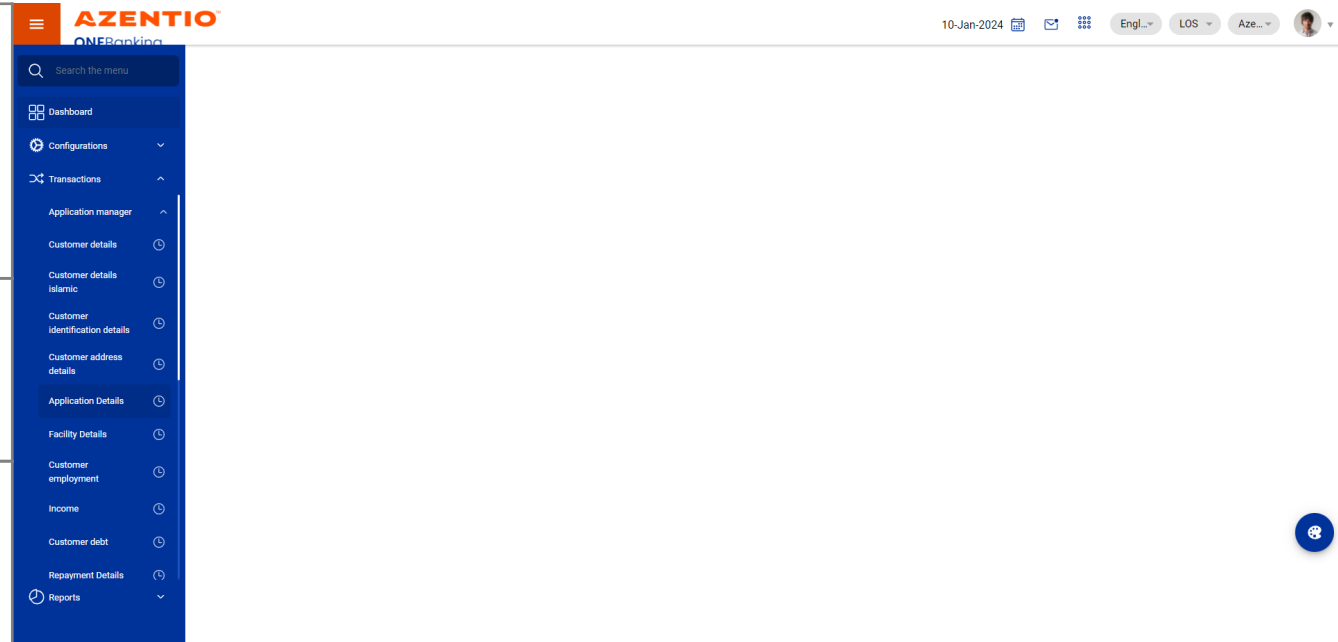 AZENTIO™
ONEBanking
10-Jan-2024
Engl...
LOS
Aze...
Search the menu
Dashboard
Configurations
Transactions
Application manager
Customer details
Customer details
islamic
Customer
identification details
Customer address
details
Application Details
Facility Details
Customer
employment
Income
Customer debt
Repayment Details
Reports